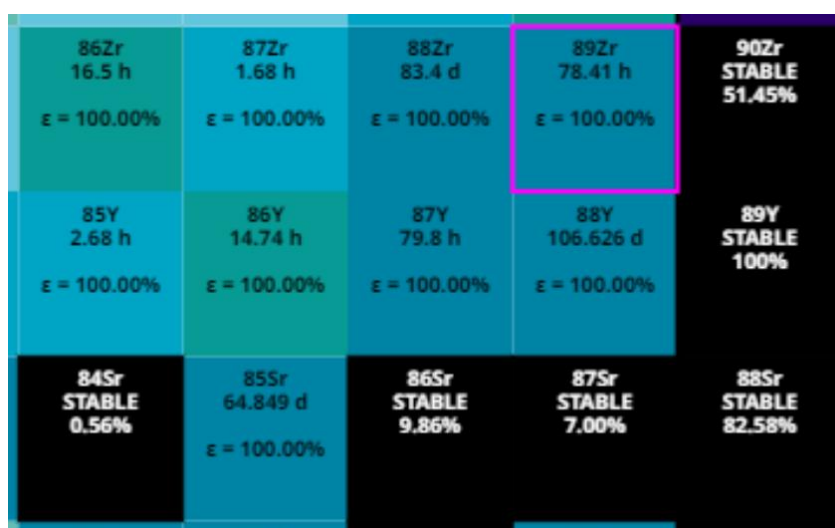 86Zr
16.5 h
ε = 100.00%
87Zr
1.68 h
ε = 100.00%
88Zr
83.4 d
ε = 100.00%
89Zr
78.41 h
ε = 100.00%
90Zr
STABLE
51.45%
85Y
2.68 h
ε = 100.00%
86Y
14.74 h
ε = 100.00%
87Y
79.8 h
ε = 100.00%
88Y
106.626 d
ε = 100.00%
89Y
STABLE
100%
84Sr
STABLE
0.56%
85Sr
64.849 d
ε = 100.00%
86Sr
STABLE
9.86%
87Sr
STABLE
7.00%
88Sr
STABLE
82.58%